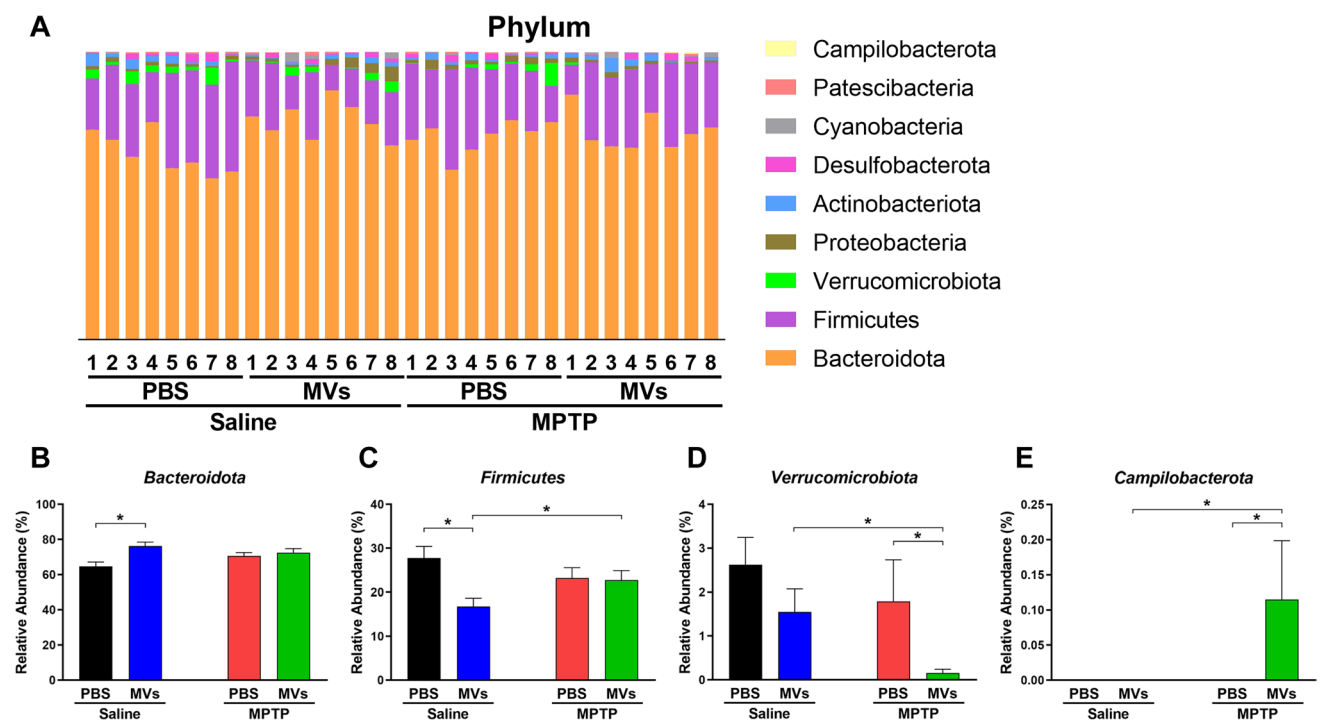 A
Phylum
Campilobacterota
Patescibacteria
Cyanobacteria
Desulfobacterota
Actinobacteriota
Proteobacteria
Verrucomicrobiota
Firmicutes
Bacteroidota
1 2 3 4 5 6 7 8 1 2 3 4 5 6 7 8 1 2 3 4 5 6 7 8 1 2 3 4 5 6 7 8
PBS MVs PBS MVs
Saline MPTP
B
Bacteroidota
Relative Abundance (%)
100
80
60
40
20
0
*
PBS MVs PBS MVs
Saline MPTP
C
Firmicutes
Relative Abundance (%)
40
30
20
10
0
* *
PBS MVs PBS MVs
Saline MPTP
D
Verrucomicrobiota
Relative Abundance (%)
4
3
2
1
0
*
*
PBS MVs PBS MVs
Saline MPTP
E
Campilobacterota
Relative Abundance (%)
0.25
0.20
0.15
0.10
0.05
0.00
*
*
PBS MVs PBS MVs
Saline MPTP